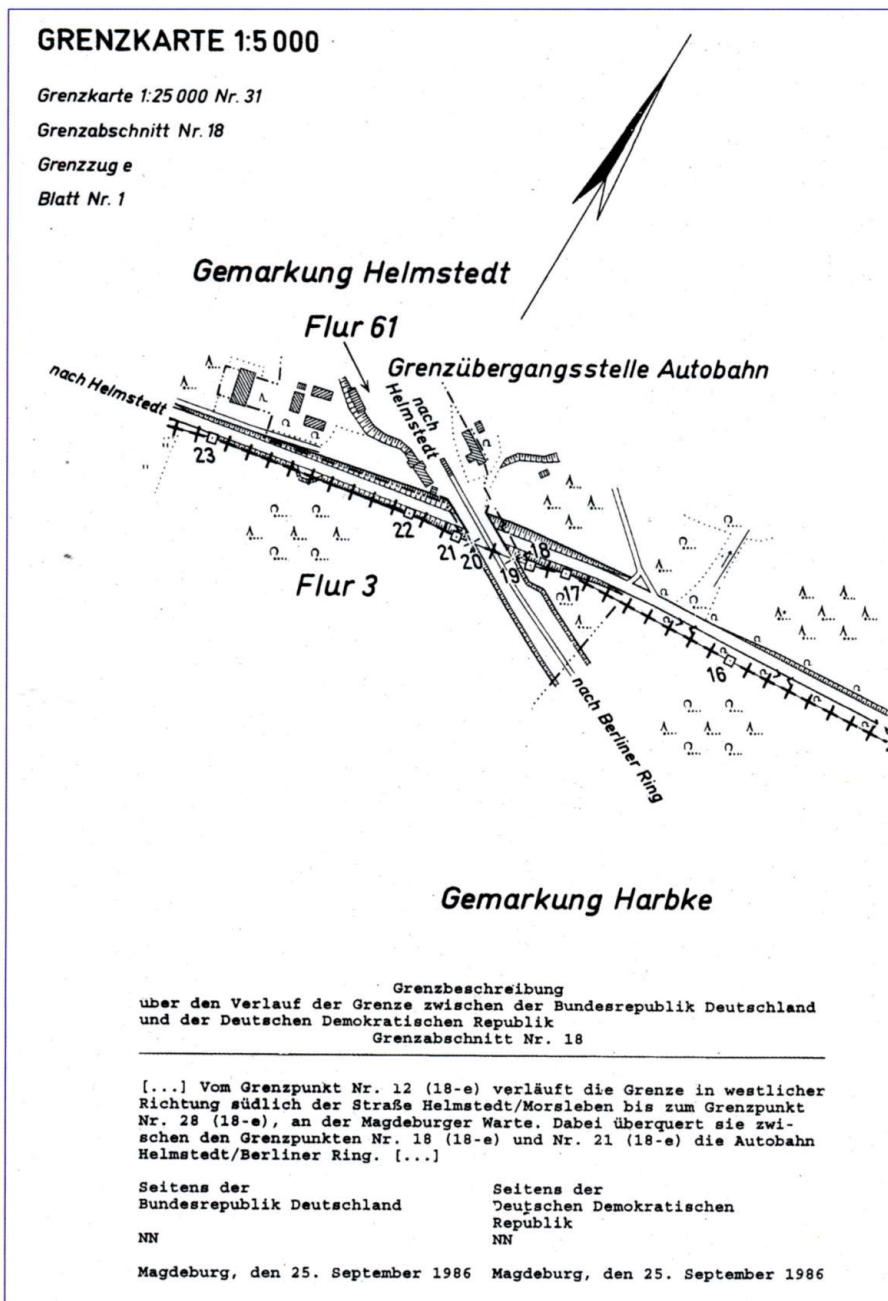 GRENZKARTE 1:5 000
Grenzkarte 1:25 000 Nr. 31
Grenzabschnitt Nr. 18
Grenzzug e
Blatt Nr. 1
Gemarkung Helmstedt
Flur 61
Grenzübergangsstelle Autobahn
nach Helmstedt
nach
Helmstedt
23
22
21
20
19
18
17
16
Flur 3
nach Berliner Ring
Gemarkung Harbke
Grenzbeschreibung
uber den Verlauf der Grenze zwischen der Bundesrepublik Deutschland
und der Deutschen Demokratischen Republik
Grenzabschnitt Nr. 18
[...] Vom Grenzpunkt Nr. 12 (18-e) verläuft die Grenze in westlicher
Richtung südlich der Straße Helmstedt/Morsleben bis zum Grenzpunkt
Nr. 28 (18-e), an der Magdeburger Warte. Dabei überquert sie zwi-
schen den Grenzpunkten Nr. 18 (18-e) und Nr. 21 (18-e) die Autobahn
Helmstedt/Berliner Ring. [...]
Seitens der
Bundesrepublik Deutschland
NN
Magdeburg, den 25. September 1986
Seitens der
Deutschen Demokratischen
Republik
NN
Magdeburg, den 25. September 1986